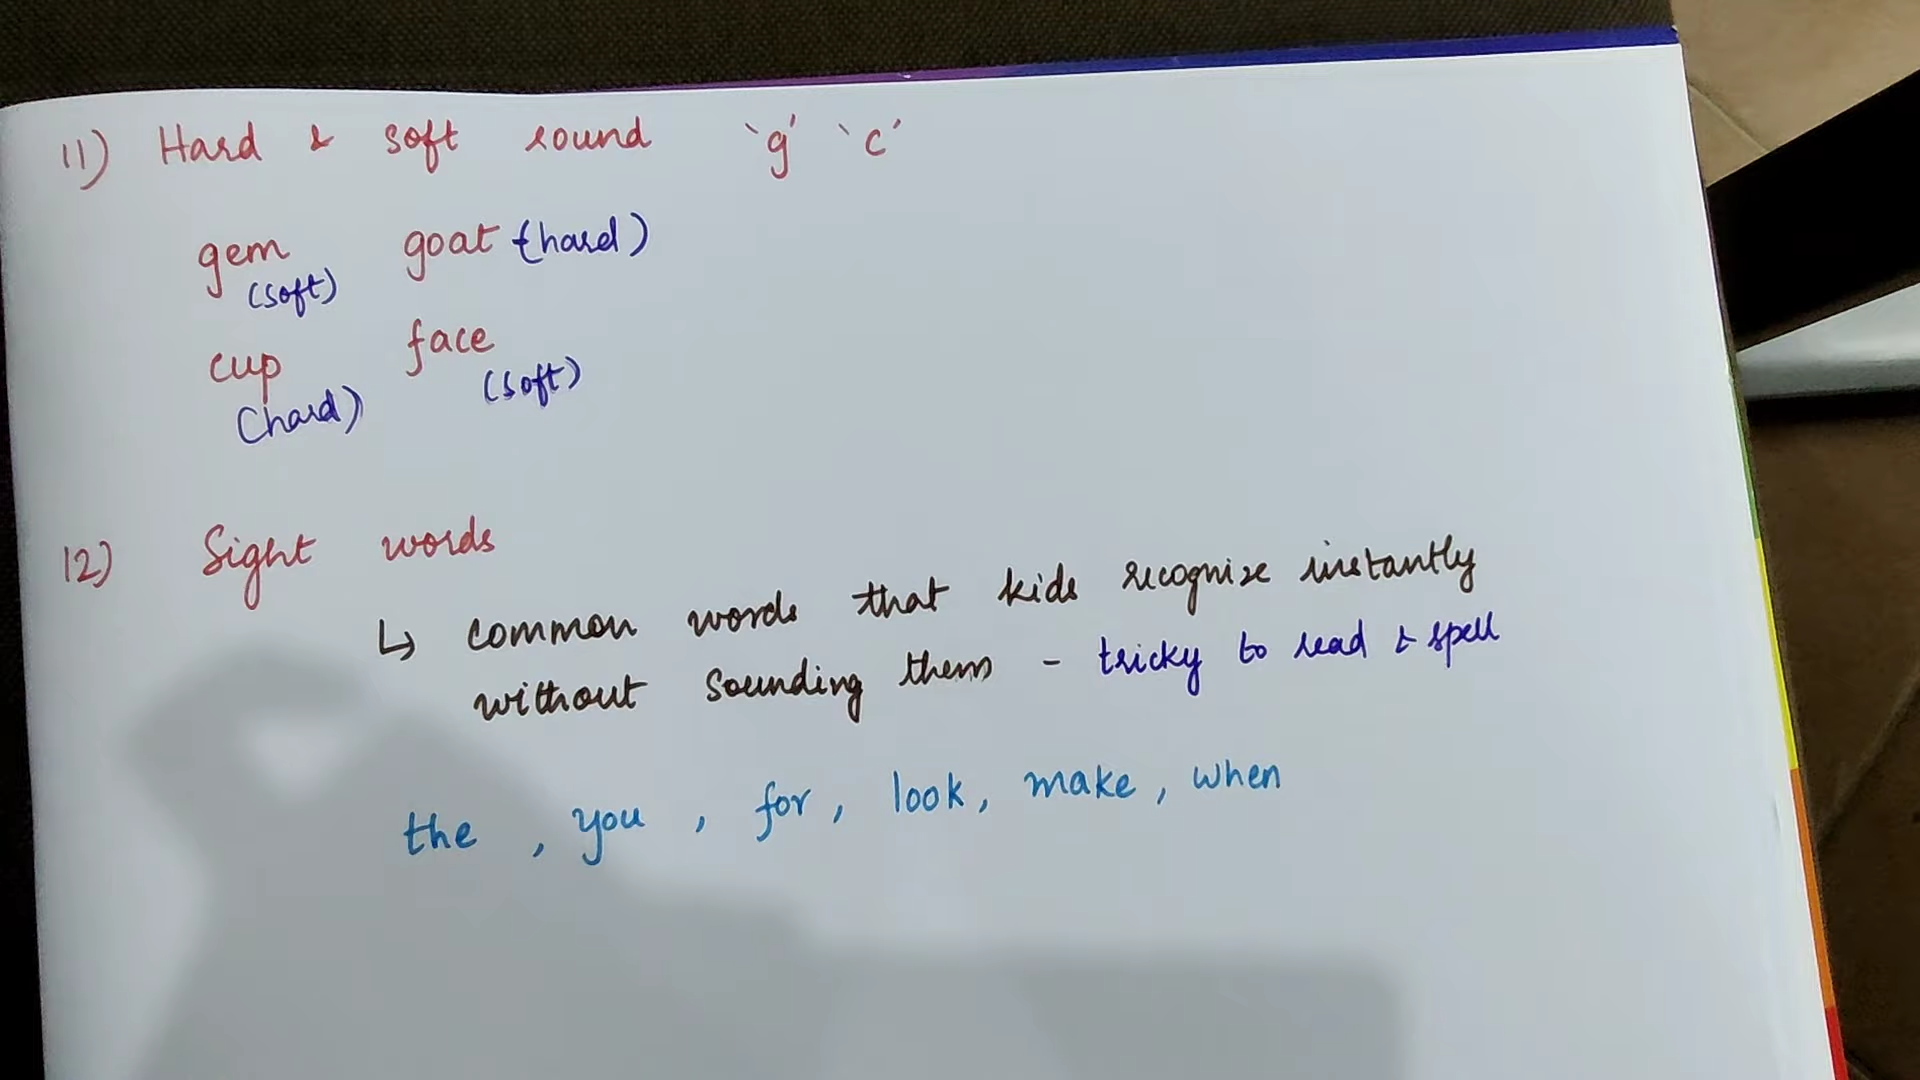 11) Hard & soft sound 'g' 'c'
gem goat (hard)
(soft)
cup face
(hard) (soft)
12) Sight words
↳ common words that kids recognize instantly
without sounding them - tricky to read & spell
the , you , for , look , make , when